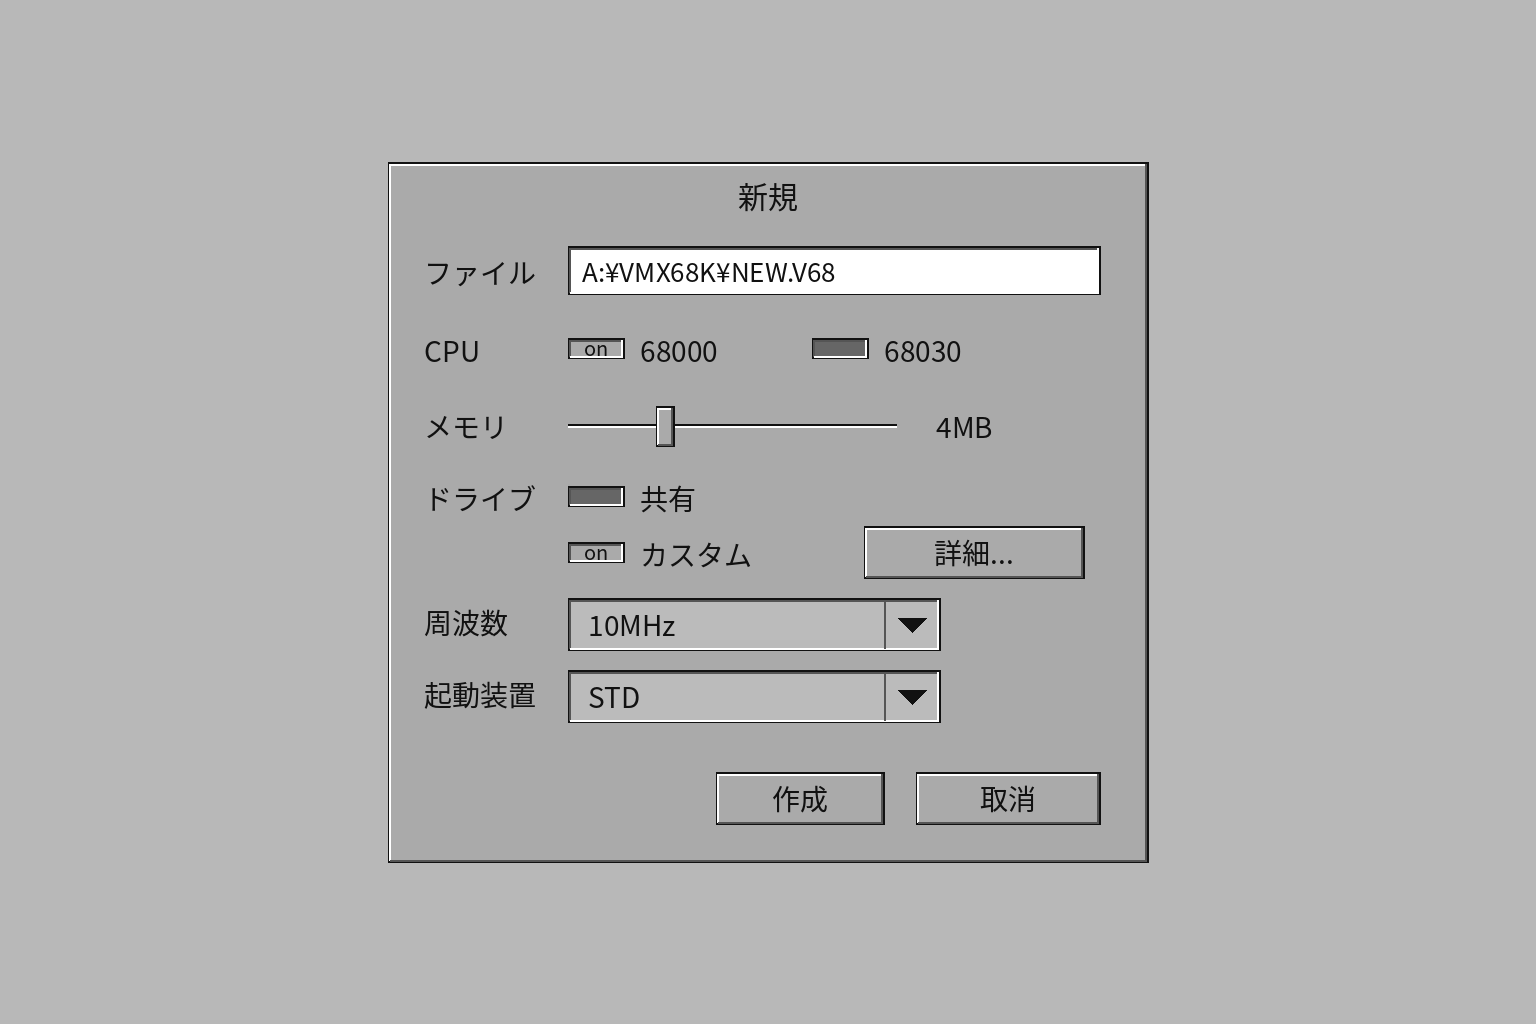 新規
ファイル A:¥VMX68K¥NEW.V68
CPU on 68000 68030
メモリ 4MB
ドライブ 共有
on カスタム 詳細...
周波数 10MHz
起動装置 STD
作成 取消